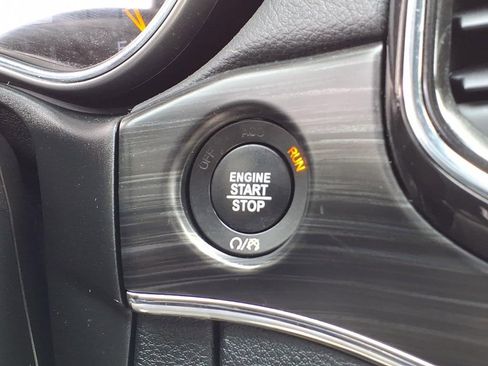 OFF ACC RUN
ENGINE
START
STOP